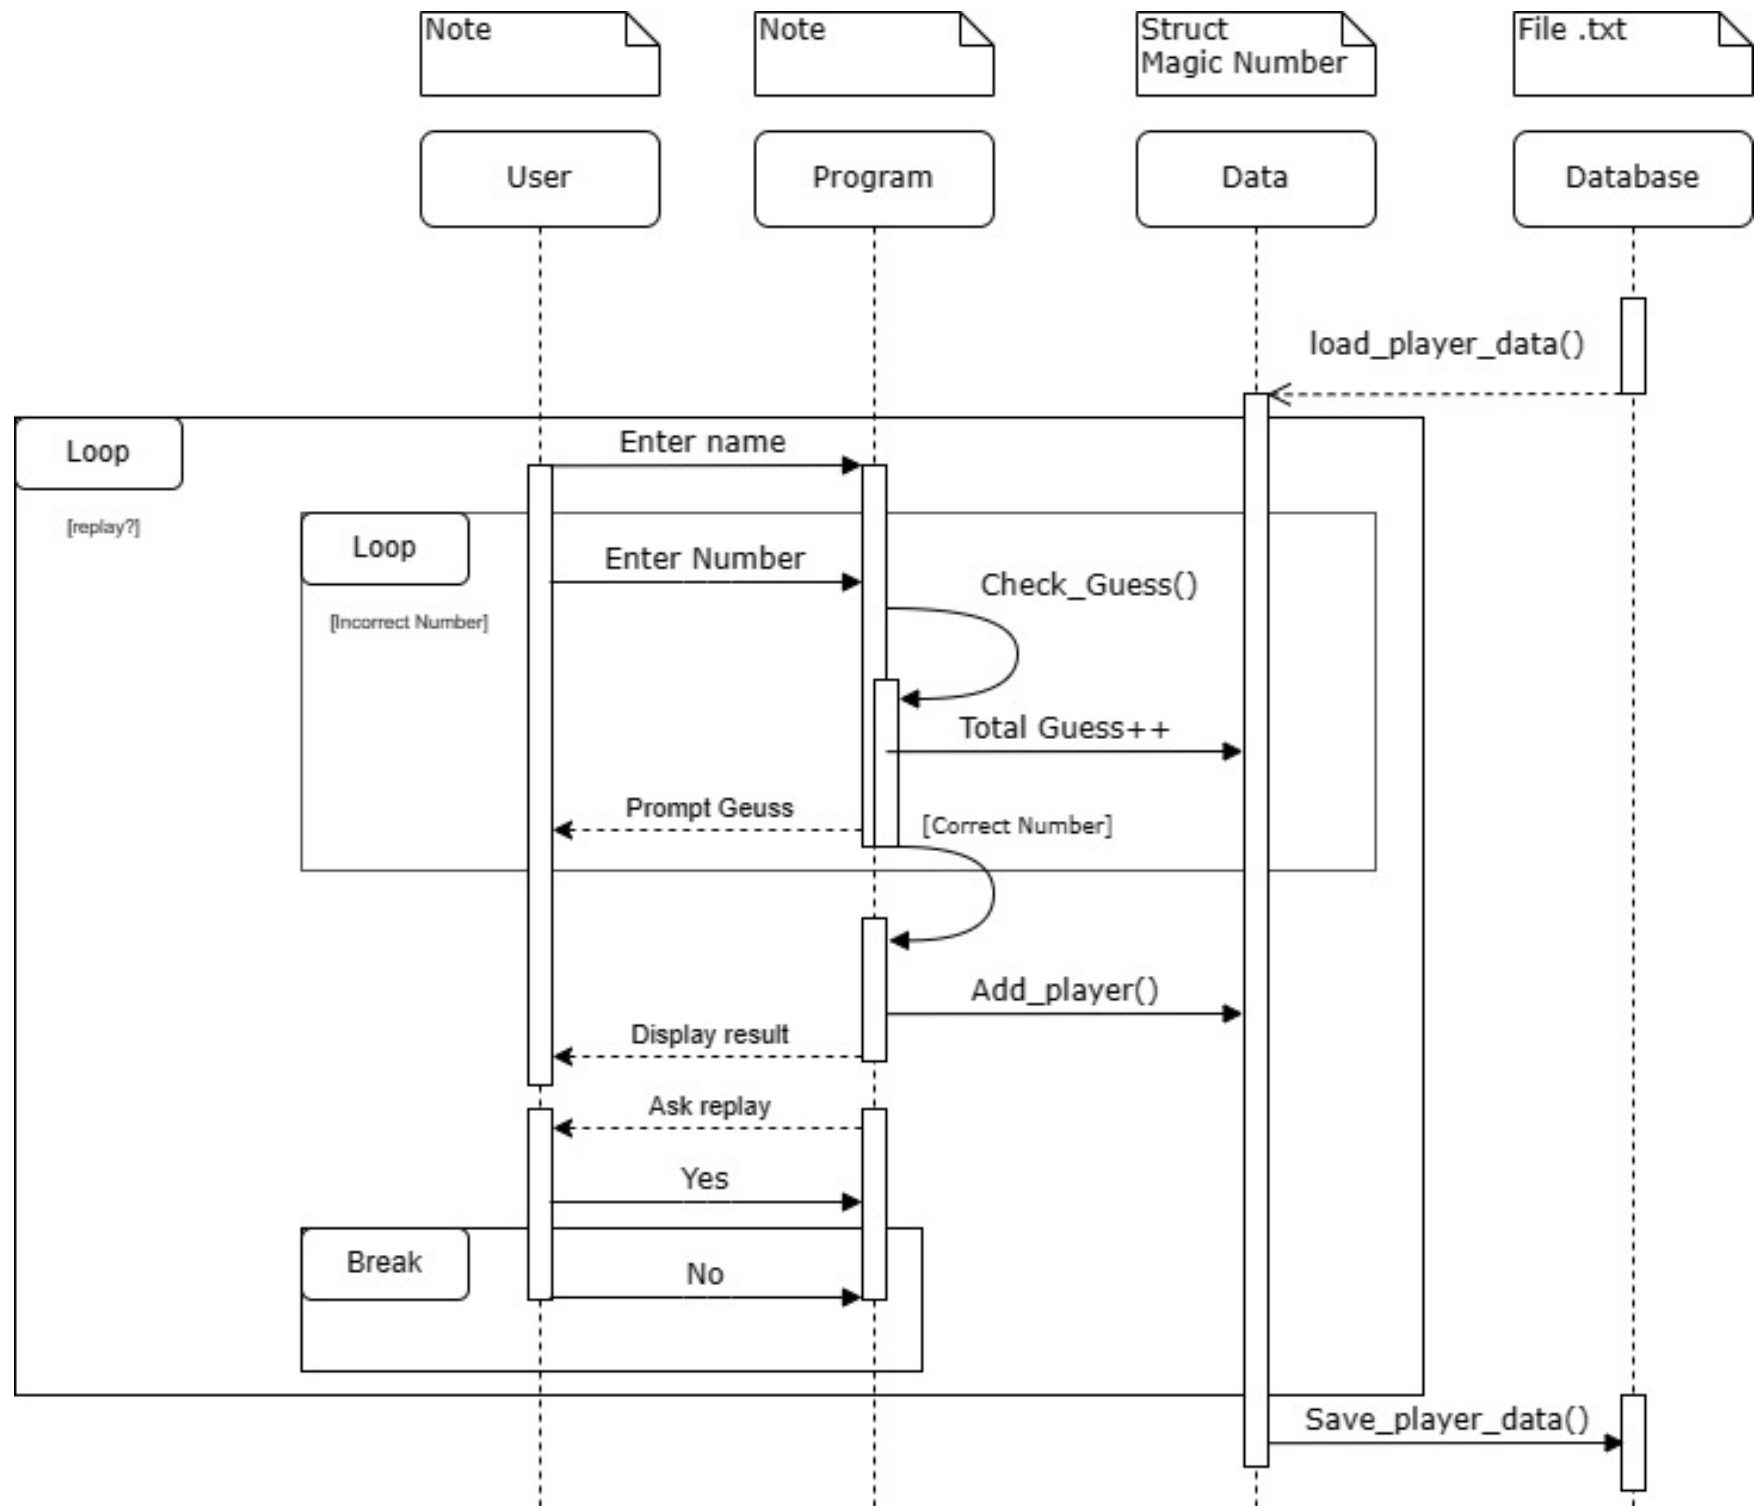 Note
Note
Struct
Magic Number
File .txt
User
Program
Data
Database
load_player_data()
Loop
[replay?]
Enter name
Loop
[Incorrect Number]
Enter Number
Check_Guess()
Total Guess++
Prompt Geuss
[Correct Number]
Add_player()
Display result
Ask replay
Yes
Break
No
Save_player_data()